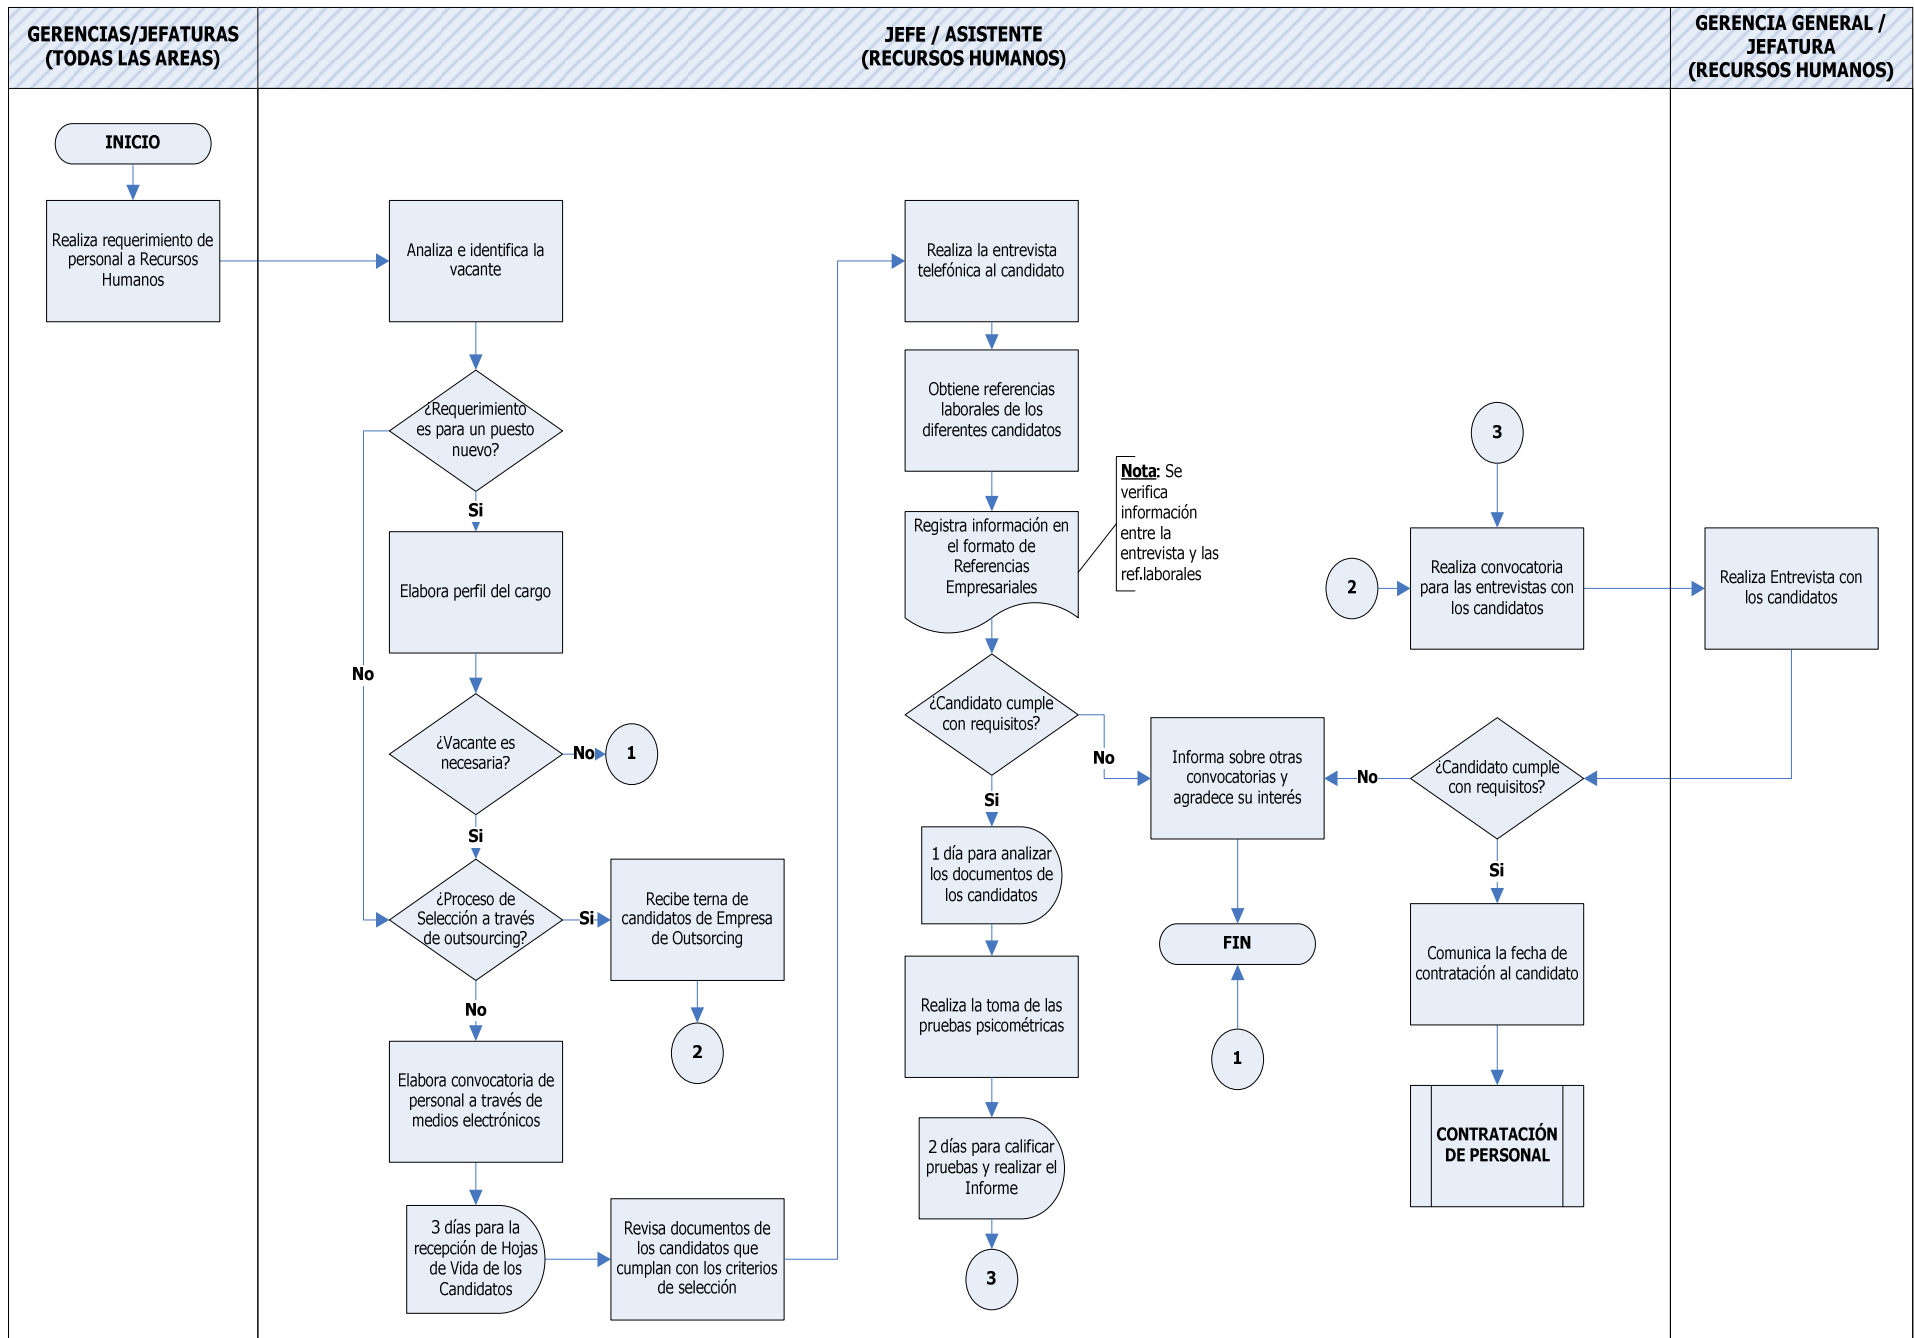 GERENCIAS/JEFATURAS
(TODAS LAS AREAS)
JEFE / ASISTENTE
(RECURSOS HUMANOS)
GERENCIA GENERAL /
JEFATURA
(RECURSOS HUMANOS)
INICIO
Realiza requerimiento de
personal a Recursos
Humanos
Analiza e identifica la
vacante
¿Requerimiento
es para un puesto
nuevo?
Si
No
Elabora perfil del cargo
¿Vacante es
necesaria?
No
1
Si
¿Proceso de
Selección a través
de outsourcing?
Si
Recibe terna de
candidatos de Empresa
de Outsorcing
2
No
Elabora convocatoria de
personal a través de
medios electrónicos
3 días para la
recepción de Hojas
de Vida de los
Candidatos
Revisa documentos de
los candidatos que
cumplan con los criterios
de selección
Realiza la entrevista
telefónica al candidato
Obtiene referencias
laborales de los
diferentes candidatos
Registra información en
el formato de
Referencias
Empresariales
Nota: Se
verifica
información
entre la
entrevista y las
ref.laborales
¿Candidato cumple
con requisitos?
No
Si
1 día para analizar
los documentos de
los candidatos
Realiza la toma de las
pruebas psicométricas
2 días para calificar
pruebas y realizar el
Informe
3
Informa sobre otras
convocatorias y
agradece su interés
FIN
1
3
2
Realiza convocatoria
para las entrevistas con
los candidatos
Realiza Entrevista con
los candidatos
¿Candidato cumple
con requisitos?
No
Si
Comunica la fecha de
contratación al candidato
CONTRATACIÓN
DE PERSONAL